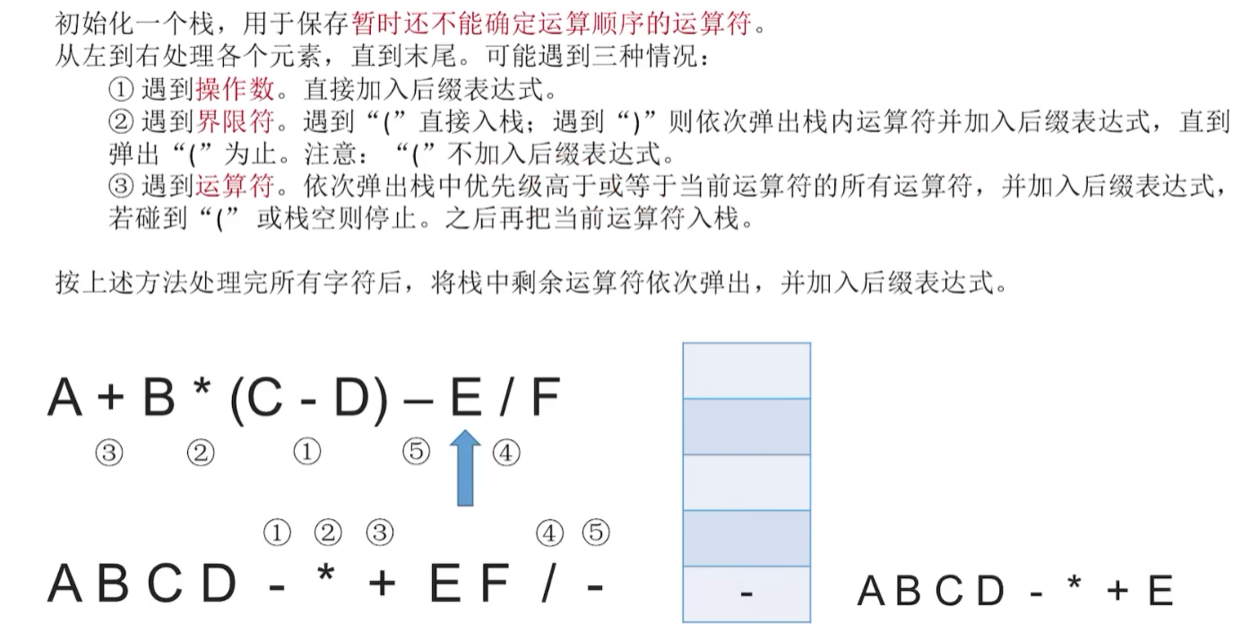 初始化一个栈，用于保存暂时还不能确定运算顺序的运算符。
从左到右处理各个元素，直到末尾。可能遇到三种情况：
① 遇到操作数。直接加入后缀表达式。
② 遇到界限符。遇到“(”直接入栈；遇到“)”则依次弹出栈内运算符并加入后缀表达式，直到
弹出“(”为止。注意：“(”不加入后缀表达式。
③ 遇到运算符。依次弹出栈中优先级高于或等于当前运算符的所有运算符，并加入后缀表达式，
若碰到“(” 或栈空则停止。之后再把当前运算符入栈。
按上述方法处理完所有字符后，将栈中剩余运算符依次弹出，并加入后缀表达式。
A + B * (C - D) – E / F
③ ② ① ⑤ ④
① ② ③ ④ ⑤
A B C D - * + E F / -
-
A B C D - * + E